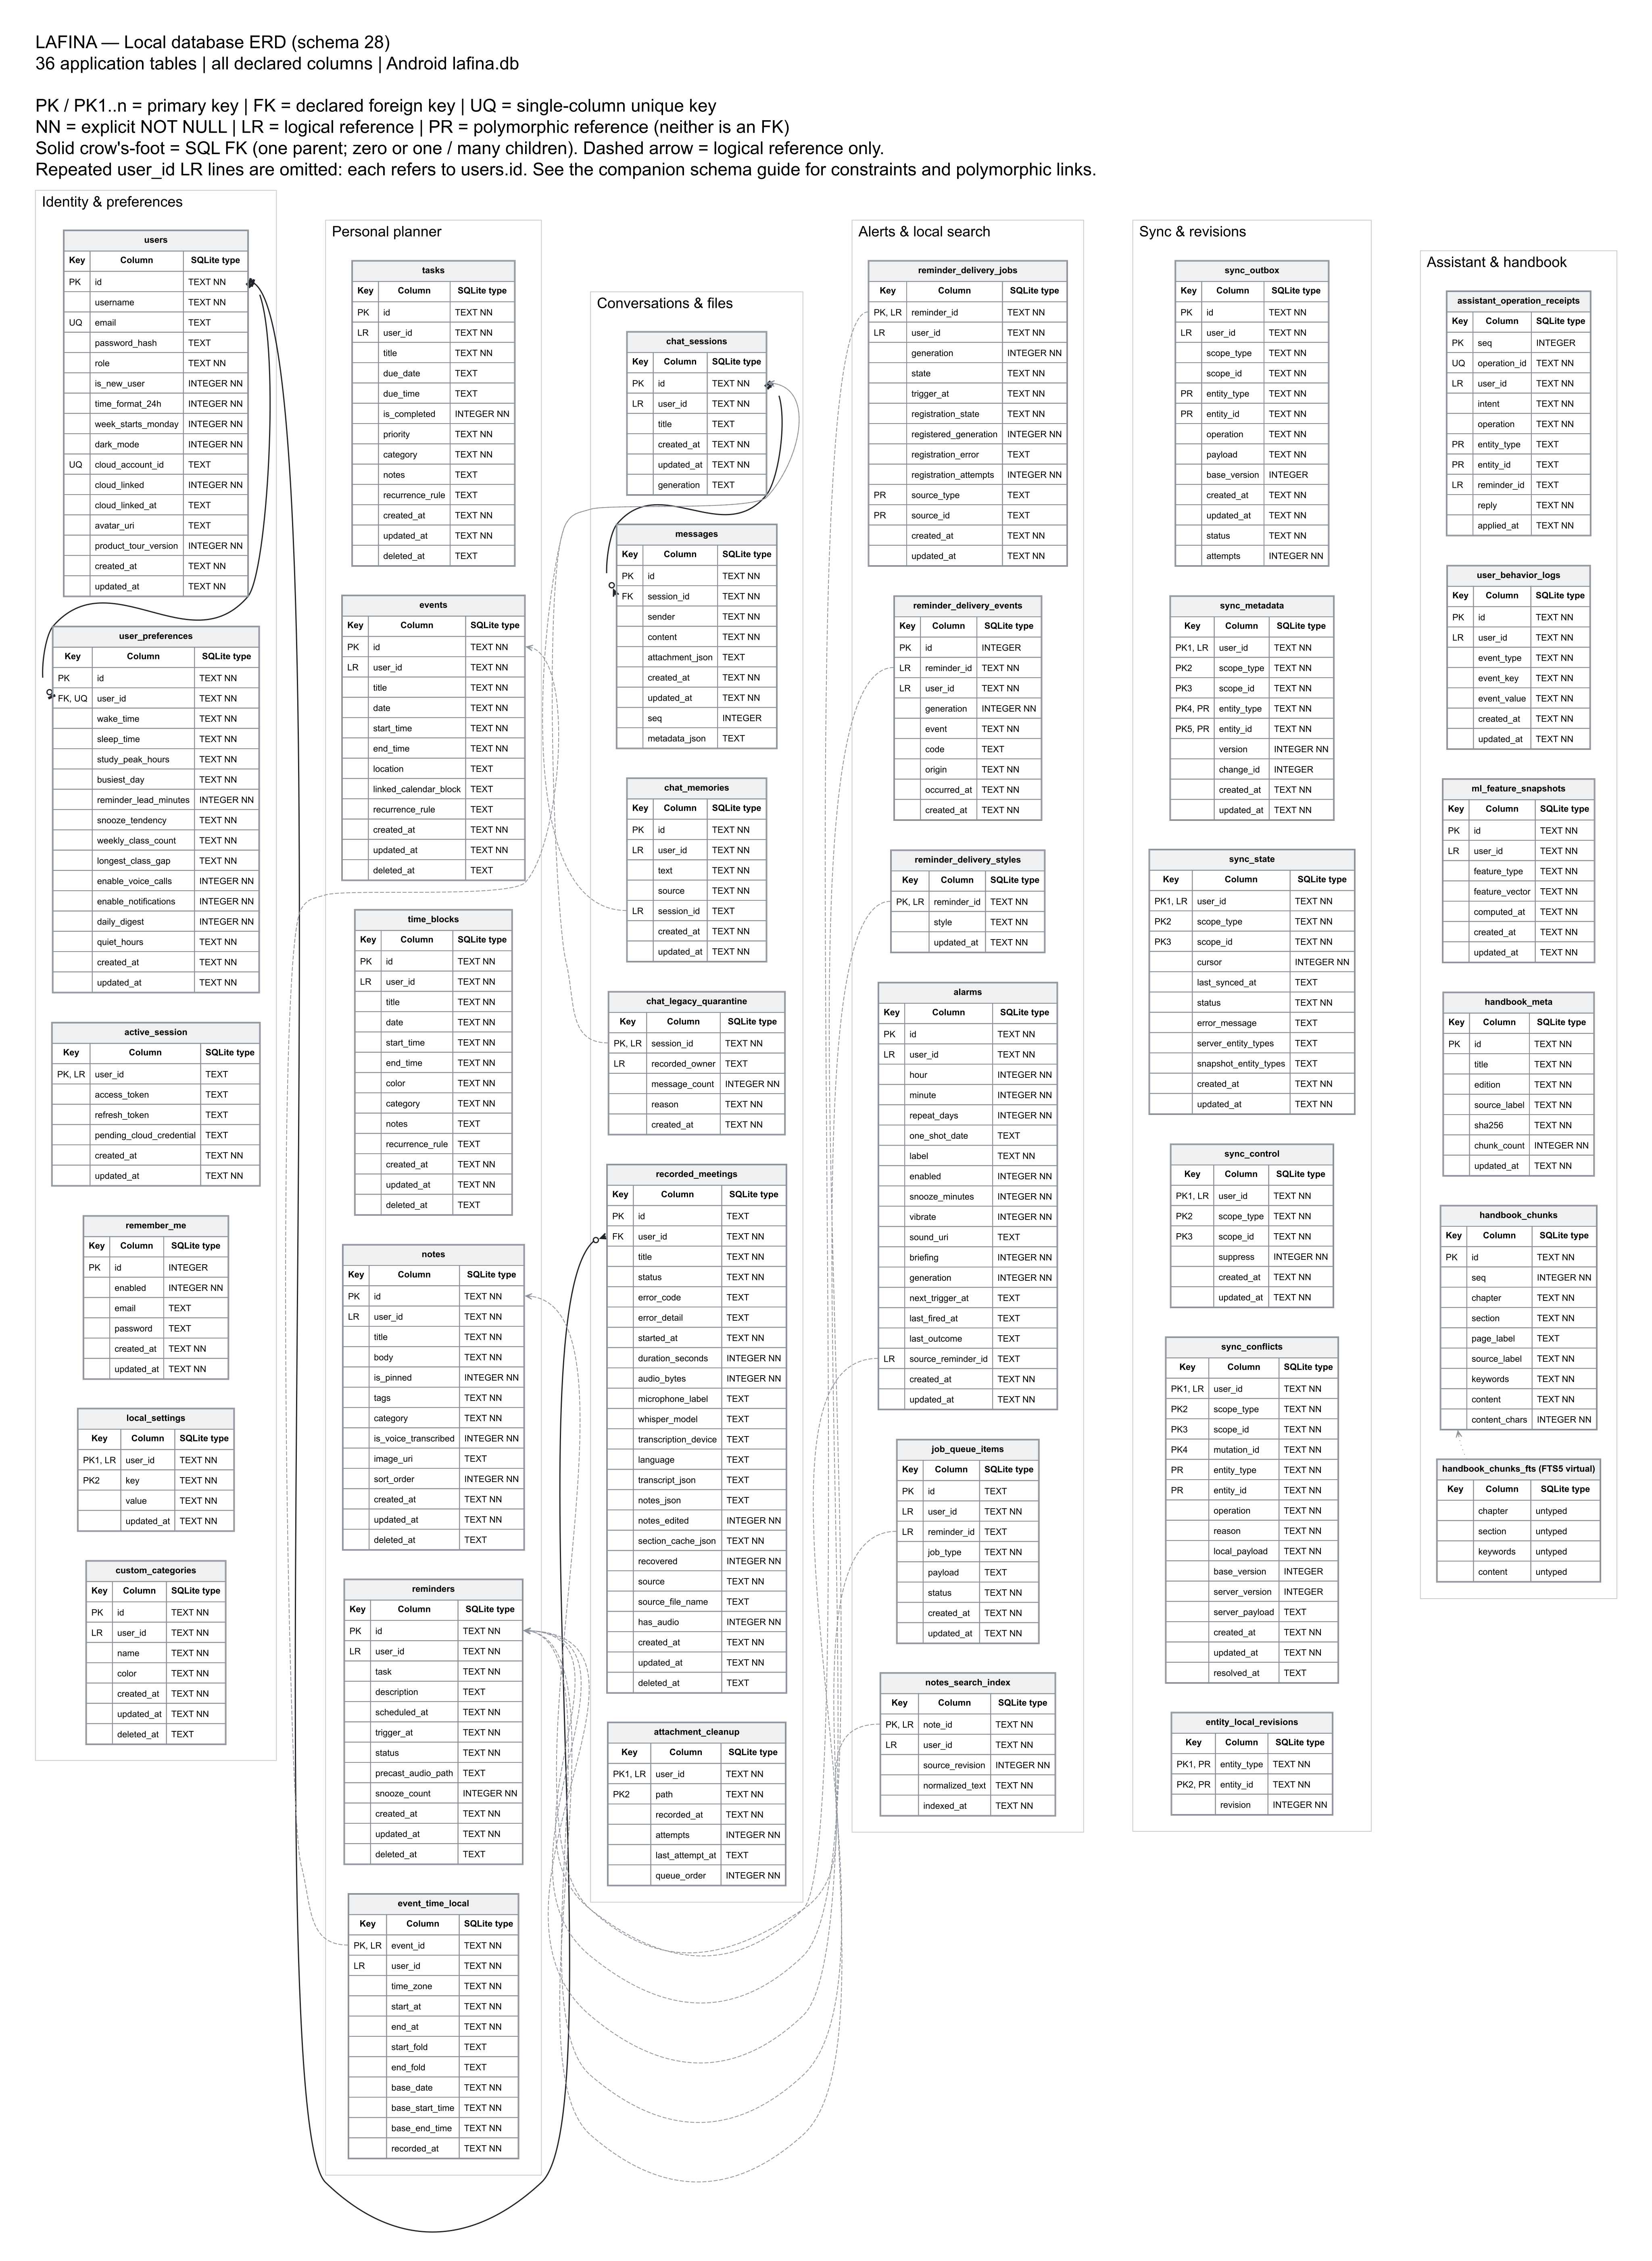 LAFINA — Local database ERD (schema 28)
36 application tables | all declared columns | Android lafina.db
PK / PK1..n = primary key | FK = declared foreign key | UQ = single-column unique key
NN = explicit NOT NULL | LR = logical reference | PR = polymorphic reference (neither is an FK)
Solid crow's-foot = SQL FK (one parent; zero or one / many children). Dashed arrow = logical reference only.
Repeated user_id LR lines are omitted: each refers to users.id. See the companion schema guide for constraints and polymorphic links.
Identity & preferences
users
Key Column SQLite type
PK id TEXT NN
username TEXT NN
UQ email TEXT
password_hash TEXT
role TEXT NN
is_new_user INTEGER NN
time_format_24h INTEGER NN
week_starts_monday INTEGER NN
dark_mode INTEGER NN
UQ cloud_account_id TEXT
cloud_linked INTEGER NN
cloud_linked_at TEXT
avatar_uri TEXT
product_tour_version INTEGER NN
created_at TEXT NN
updated_at TEXT NN
user_preferences
Key Column SQLite type
PK id TEXT NN
FK, UQ user_id TEXT NN
wake_time TEXT NN
sleep_time TEXT NN
study_peak_hours TEXT NN
busiest_day TEXT NN
reminder_lead_minutes INTEGER NN
snooze_tendency TEXT NN
weekly_class_count TEXT NN
longest_class_gap TEXT NN
enable_voice_calls INTEGER NN
enable_notifications INTEGER NN
daily_digest INTEGER NN
quiet_hours TEXT NN
created_at TEXT NN
updated_at TEXT NN
active_session
Key Column SQLite type
PK, LR user_id TEXT
access_token TEXT
refresh_token TEXT
pending_cloud_credential TEXT
created_at TEXT NN
updated_at TEXT NN
remember_me
Key Column SQLite type
PK id INTEGER
enabled INTEGER NN
email TEXT
password TEXT
created_at TEXT NN
updated_at TEXT NN
local_settings
Key Column SQLite type
PK1, LR user_id TEXT NN
PK2 key TEXT NN
value TEXT NN
updated_at TEXT NN
custom_categories
Key Column SQLite type
PK id TEXT NN
LR user_id TEXT NN
name TEXT NN
color TEXT NN
created_at TEXT NN
updated_at TEXT NN
deleted_at TEXT
Personal planner
tasks
Key Column SQLite type
PK id TEXT NN
LR user_id TEXT NN
title TEXT NN
due_date TEXT
due_time TEXT
is_completed INTEGER NN
priority TEXT NN
category TEXT NN
notes TEXT
recurrence_rule TEXT
created_at TEXT NN
updated_at TEXT NN
deleted_at TEXT
events
Key Column SQLite type
PK id TEXT NN
LR user_id TEXT NN
title TEXT NN
date TEXT NN
start_time TEXT NN
end_time TEXT NN
location TEXT
linked_calendar_block TEXT
recurrence_rule TEXT
created_at TEXT NN
updated_at TEXT NN
deleted_at TEXT
time_blocks
Key Column SQLite type
PK id TEXT NN
LR user_id TEXT NN
title TEXT NN
date TEXT NN
start_time TEXT NN
end_time TEXT NN
color TEXT NN
category TEXT NN
notes TEXT
recurrence_rule TEXT
created_at TEXT NN
updated_at TEXT NN
deleted_at TEXT
notes
Key Column SQLite type
PK id TEXT NN
LR user_id TEXT NN
title TEXT NN
body TEXT NN
is_pinned INTEGER NN
tags TEXT NN
category TEXT NN
is_voice_transcribed INTEGER NN
image_uri TEXT
sort_order INTEGER NN
created_at TEXT NN
updated_at TEXT NN
deleted_at TEXT
reminders
Key Column SQLite type
PK id TEXT NN
LR user_id TEXT NN
task TEXT NN
description TEXT
scheduled_at TEXT NN
trigger_at TEXT NN
status TEXT NN
precast_audio_path TEXT
snooze_count INTEGER NN
created_at TEXT NN
updated_at TEXT NN
deleted_at TEXT
event_time_local
Key Column SQLite type
PK, LR event_id TEXT NN
LR user_id TEXT NN
time_zone TEXT NN
start_at TEXT NN
end_at TEXT NN
start_fold TEXT
end_fold TEXT
base_date TEXT NN
base_start_time TEXT NN
base_end_time TEXT NN
recorded_at TEXT NN
Conversations & files
chat_sessions
Key Column SQLite type
PK id TEXT NN
LR user_id TEXT NN
title TEXT
created_at TEXT NN
updated_at TEXT NN
generation TEXT
messages
Key Column SQLite type
PK id TEXT NN
FK session_id TEXT NN
sender TEXT NN
content TEXT NN
attachment_json TEXT
created_at TEXT NN
updated_at TEXT NN
seq INTEGER
metadata_json TEXT
chat_memories
Key Column SQLite type
PK id TEXT NN
LR user_id TEXT NN
text TEXT NN
source TEXT NN
LR session_id TEXT
created_at TEXT NN
updated_at TEXT NN
chat_legacy_quarantine
Key Column SQLite type
PK, LR session_id TEXT NN
LR recorded_owner TEXT
message_count INTEGER NN
reason TEXT NN
created_at TEXT NN
recorded_meetings
Key Column SQLite type
PK id TEXT
FK user_id TEXT NN
title TEXT NN
status TEXT NN
error_code TEXT
error_detail TEXT
started_at TEXT NN
duration_seconds INTEGER NN
audio_bytes INTEGER NN
microphone_label TEXT
whisper_model TEXT
transcription_device TEXT
language TEXT
transcript_json TEXT
notes_json TEXT
notes_edited INTEGER NN
section_cache_json TEXT NN
recovered INTEGER NN
source TEXT NN
source_file_name TEXT
has_audio INTEGER NN
created_at TEXT NN
updated_at TEXT NN
deleted_at TEXT
attachment_cleanup
Key Column SQLite type
PK1, LR user_id TEXT NN
PK2 path TEXT NN
recorded_at TEXT NN
attempts INTEGER NN
last_attempt_at TEXT
queue_order INTEGER NN
Alerts & local search
reminder_delivery_jobs
Key Column SQLite type
PK, LR reminder_id TEXT NN
LR user_id TEXT NN
generation INTEGER NN
state TEXT NN
trigger_at TEXT NN
registration_state TEXT NN
registered_generation INTEGER NN
registration_error TEXT
registration_attempts INTEGER NN
PR source_type TEXT
PR source_id TEXT
created_at TEXT NN
updated_at TEXT NN
reminder_delivery_events
Key Column SQLite type
PK id INTEGER
LR reminder_id TEXT NN
LR user_id TEXT NN
generation INTEGER NN
event TEXT NN
code TEXT
origin TEXT NN
occurred_at TEXT NN
created_at TEXT NN
reminder_delivery_styles
Key Column SQLite type
PK, LR reminder_id TEXT NN
style TEXT NN
updated_at TEXT NN
alarms
Key Column SQLite type
PK id TEXT NN
LR user_id TEXT NN
hour INTEGER NN
minute INTEGER NN
repeat_days INTEGER NN
one_shot_date TEXT
label TEXT NN
enabled INTEGER NN
snooze_minutes INTEGER NN
vibrate INTEGER NN
sound_uri TEXT
briefing INTEGER NN
generation INTEGER NN
next_trigger_at TEXT
last_fired_at TEXT
last_outcome TEXT
LR source_reminder_id TEXT
created_at TEXT NN
updated_at TEXT NN
job_queue_items
Key Column SQLite type
PK id TEXT
LR user_id TEXT NN
LR reminder_id TEXT
job_type TEXT NN
payload TEXT
status TEXT NN
created_at TEXT NN
updated_at TEXT NN
notes_search_index
Key Column SQLite type
PK, LR note_id TEXT NN
LR user_id TEXT NN
source_revision INTEGER NN
normalized_text TEXT NN
indexed_at TEXT NN
Sync & revisions
sync_outbox
Key Column SQLite type
PK id TEXT NN
LR user_id TEXT NN
scope_type TEXT NN
scope_id TEXT NN
PR entity_type TEXT NN
PR entity_id TEXT NN
operation TEXT NN
payload TEXT NN
base_version INTEGER
created_at TEXT NN
updated_at TEXT NN
status TEXT NN
attempts INTEGER NN
sync_metadata
Key Column SQLite type
PK1, LR user_id TEXT NN
PK2 scope_type TEXT NN
PK3 scope_id TEXT NN
PK4, PR entity_type TEXT NN
PK5, PR entity_id TEXT NN
version INTEGER NN
change_id INTEGER
created_at TEXT NN
updated_at TEXT NN
sync_state
Key Column SQLite type
PK1, LR user_id TEXT NN
PK2 scope_type TEXT NN
PK3 scope_id TEXT NN
cursor INTEGER NN
last_synced_at TEXT
status TEXT NN
error_message TEXT
server_entity_types TEXT
snapshot_entity_types TEXT
created_at TEXT NN
updated_at TEXT NN
sync_control
Key Column SQLite type
PK1, LR user_id TEXT NN
PK2 scope_type TEXT NN
PK3 scope_id TEXT NN
suppress INTEGER NN
created_at TEXT NN
updated_at TEXT NN
sync_conflicts
Key Column SQLite type
PK1, LR user_id TEXT NN
PK2 scope_type TEXT NN
PK3 scope_id TEXT NN
PK4 mutation_id TEXT NN
PR entity_type TEXT NN
PR entity_id TEXT NN
operation TEXT NN
reason TEXT NN
local_payload TEXT NN
base_version INTEGER
server_version INTEGER
server_payload TEXT
created_at TEXT NN
updated_at TEXT NN
resolved_at TEXT
entity_local_revisions
Key Column SQLite type
PK1, PR entity_type TEXT NN
PK2, PR entity_id TEXT NN
revision INTEGER NN
Assistant & handbook
assistant_operation_receipts
Key Column SQLite type
PK seq INTEGER
UQ operation_id TEXT NN
LR user_id TEXT NN
intent TEXT NN
operation TEXT NN
PR entity_type TEXT
PR entity_id TEXT
LR reminder_id TEXT
reply TEXT NN
applied_at TEXT NN
user_behavior_logs
Key Column SQLite type
PK id TEXT NN
LR user_id TEXT NN
event_type TEXT NN
event_key TEXT NN
event_value TEXT NN
created_at TEXT NN
updated_at TEXT NN
ml_feature_snapshots
Key Column SQLite type
PK id TEXT NN
LR user_id TEXT NN
feature_type TEXT NN
feature_vector TEXT NN
computed_at TEXT NN
created_at TEXT NN
updated_at TEXT NN
handbook_meta
Key Column SQLite type
PK id TEXT NN
title TEXT NN
edition TEXT NN
source_label TEXT NN
sha256 TEXT NN
chunk_count INTEGER NN
updated_at TEXT NN
handbook_chunks
Key Column SQLite type
PK id TEXT NN
seq INTEGER NN
chapter TEXT NN
section TEXT NN
page_label TEXT
source_label TEXT NN
keywords TEXT NN
content TEXT NN
content_chars INTEGER NN
handbook_chunks_fts (FTS5 virtual)
Key Column SQLite type
chapter untyped
section untyped
keywords untyped
content untyped